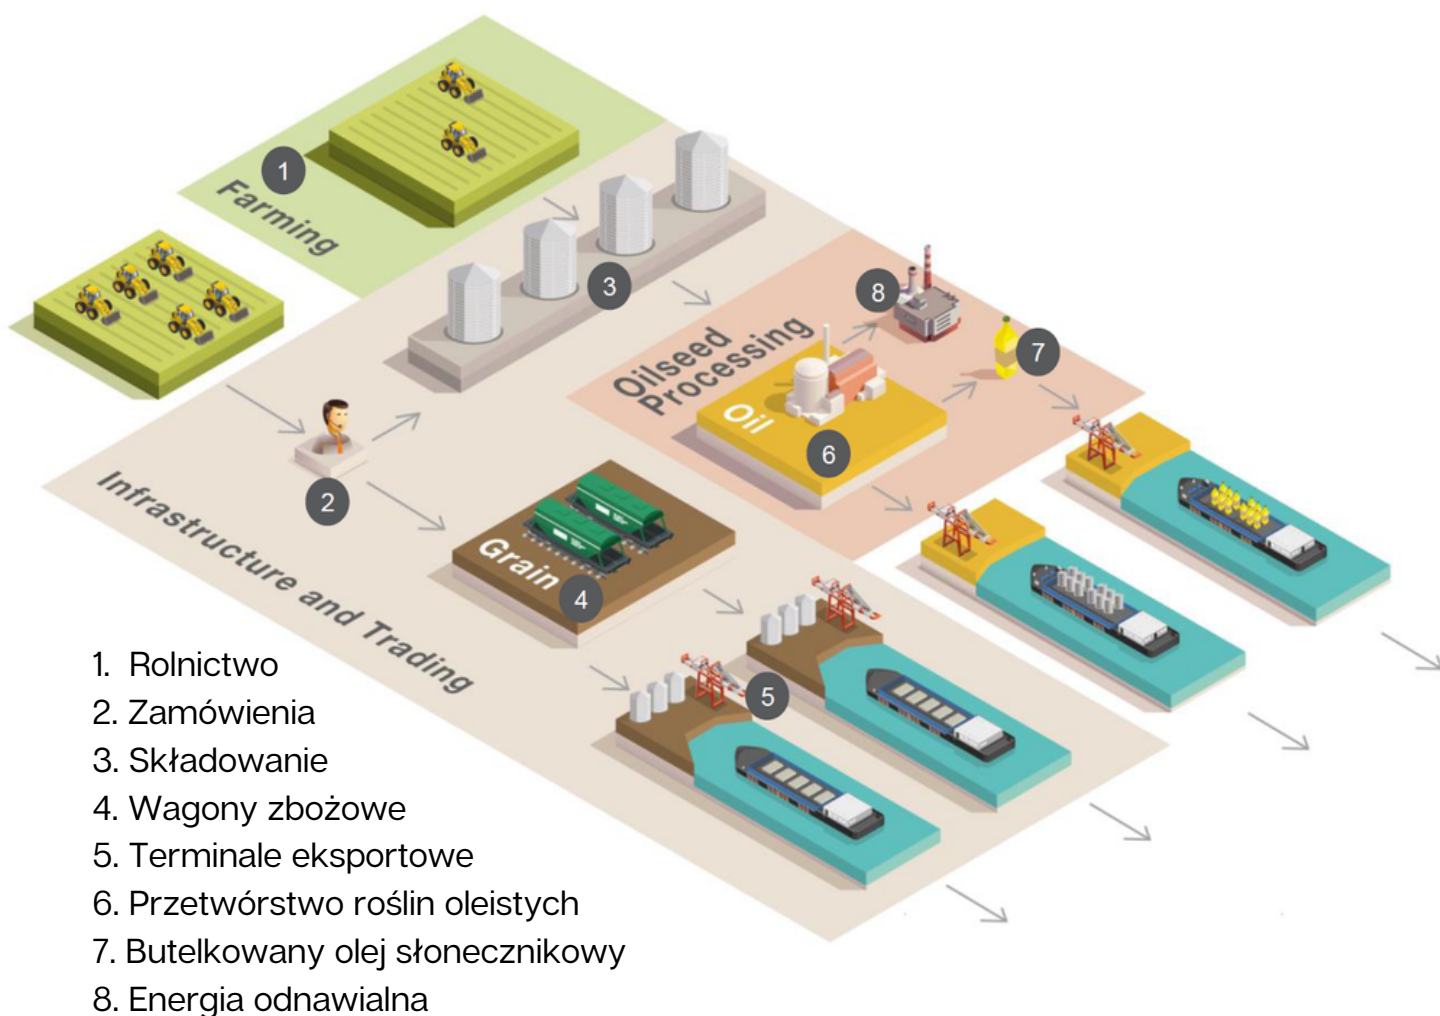 1
Farming
3
8
Oilseed
Processing
7
Oil
6
2
Infrastructure and Trading
Grain
4
5
1. Rolnictwo
2. Zamówienia
3. Składowanie
4. Wagony zbożowe
5. Terminale eksportowe
6. Przetwórstwo roślin oleistych
7. Butelkowany olej słonecznikowy
8. Energia odnawialna